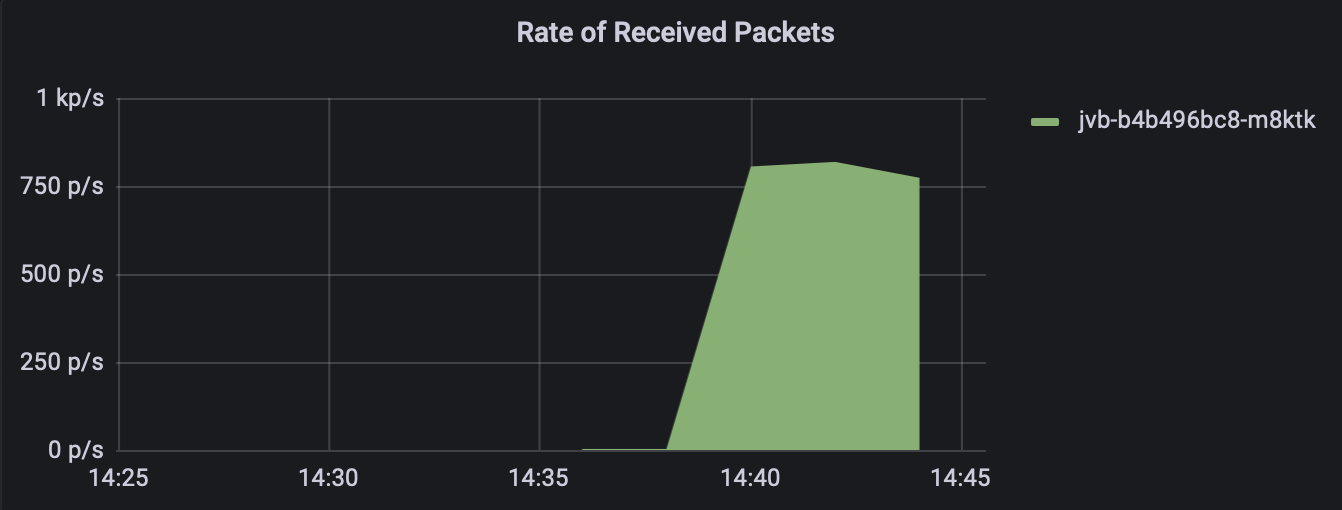 Rate of Received Packets
1 kp/s
750 p/s
500 p/s
250 p/s
0 p/s
14:25 14:30 14:35 14:40 14:45
jvb-b4b496bc8-m8ktk